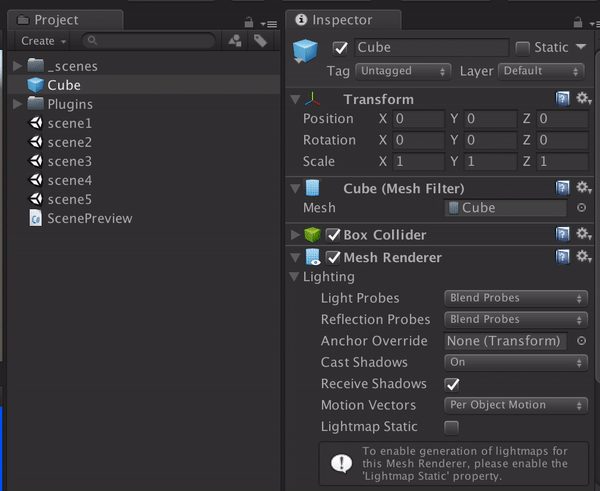 Project
Create
_scenes
Cube
Plugins
scene1
scene2
scene3
scene4
scene5
ScenePreview
Inspector
Cube Static
Tag Untagged Layer Default
Transform
Position X 0 Y 0 Z 0
Rotation X 0 Y 0 Z 0
Scale X 1 Y 1 Z 1
Cube (Mesh Filter)
Mesh Cube
Box Collider
Mesh Renderer
Lighting
Light Probes Blend Probes
Reflection Probes Blend Probes
Anchor Override None (Transform)
Cast Shadows On
Receive Shadows
Motion Vectors Per Object Motion
Lightmap Static
To enable generation of lightmaps for
this Mesh Renderer, please enable the
'Lightmap Static' property.